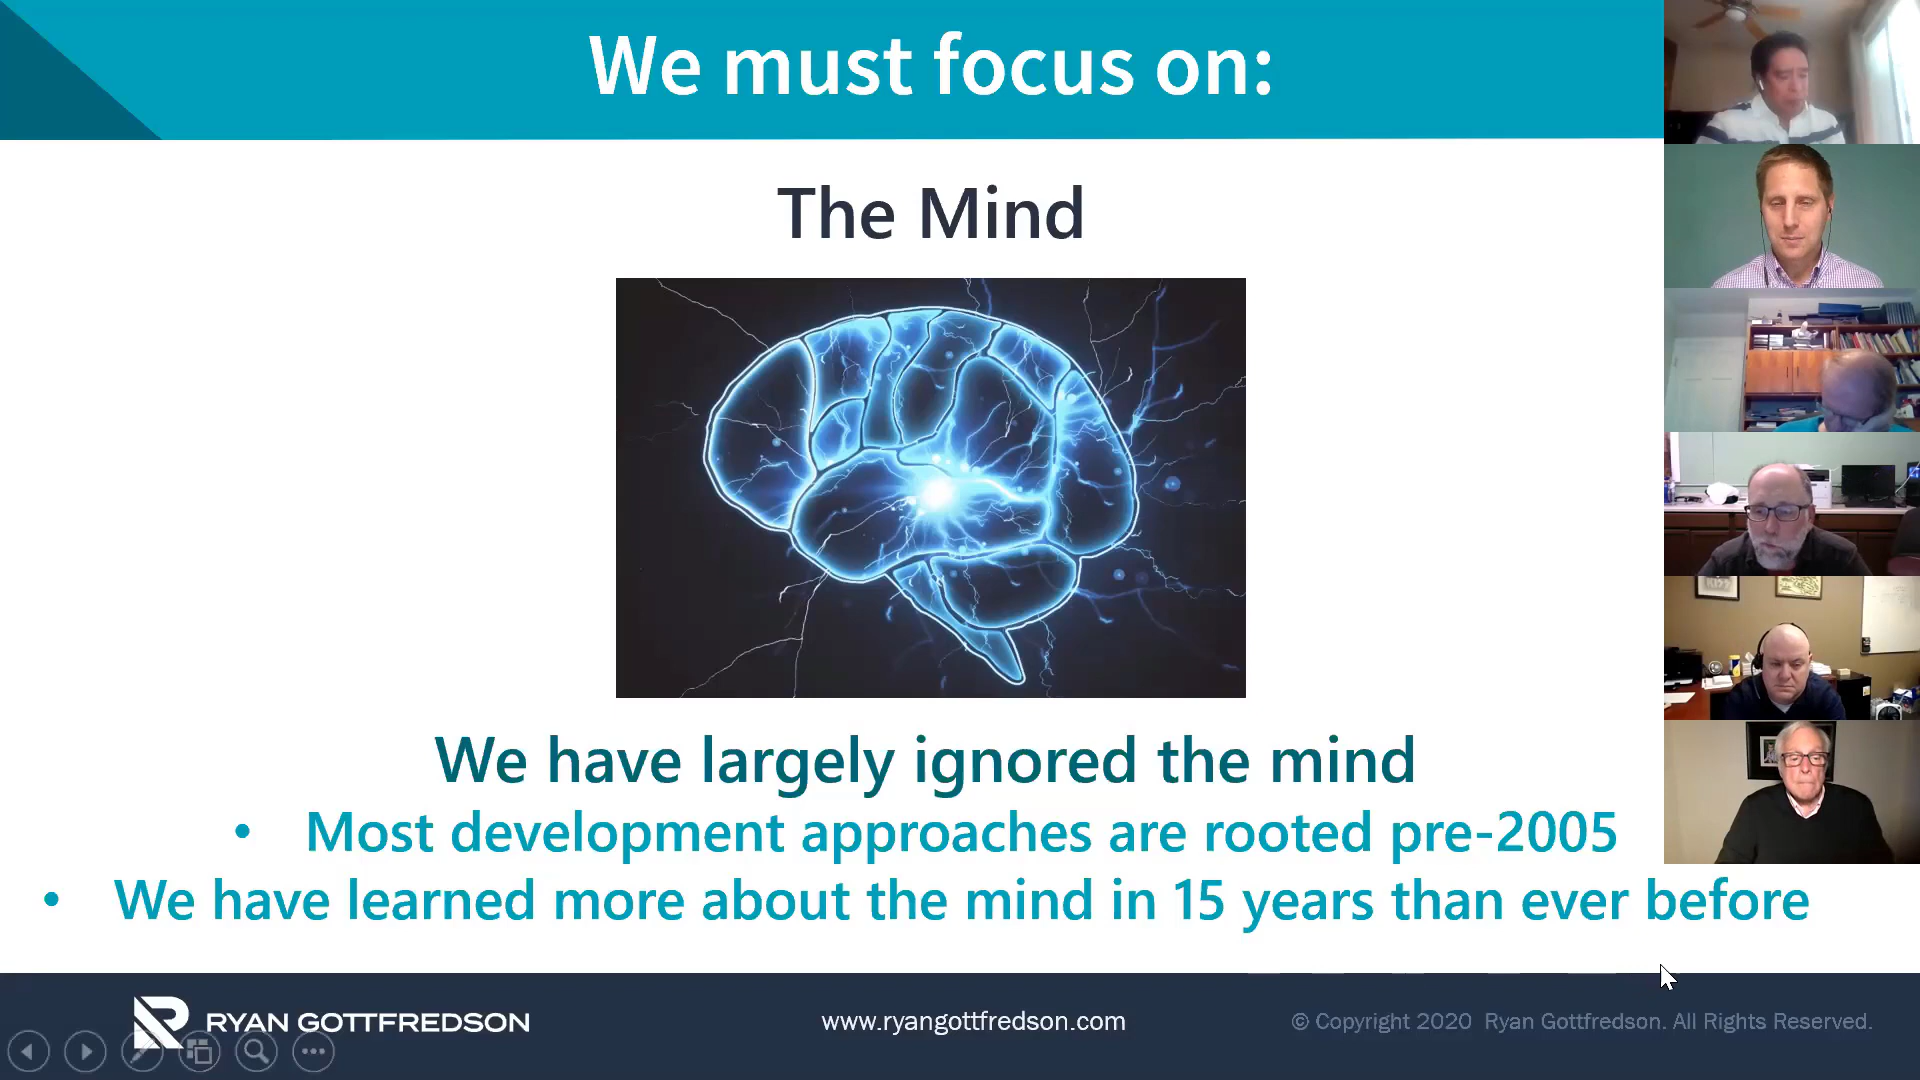 We must focus on:
The Mind
We have largely ignored the mind
• Most development approaches are rooted pre-2005
• We have learned more about the mind in 15 years than ever before
RYAN GOTTFREDSON
www.ryangottfredson.com
© Copyright 2020 Ryan Gottfredson. All Rights Reserved.